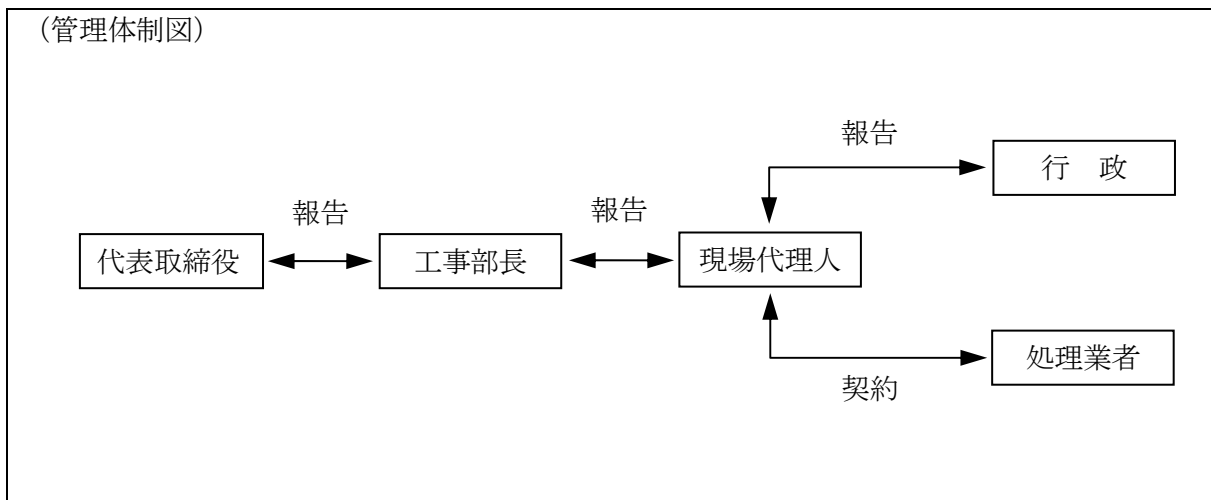 （管理体制図）
報告
行　政
報告
報告
代表取締役
工事部長
現場代理人
処理業者
契約